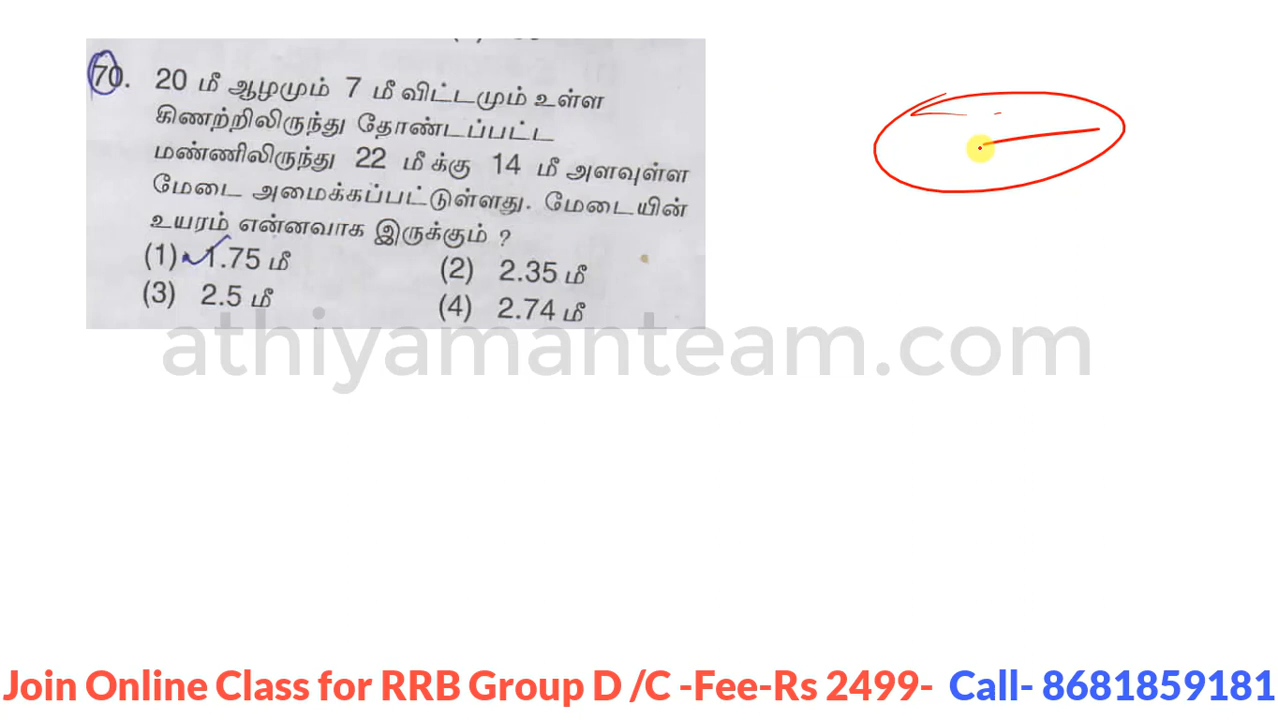 70. 20 மீ ஆழமும் 7 மீ விட்டமும் உள்ள
கிணற்றிலிருந்து தோண்டப்பட்ட
மண்ணிலிருந்து 22 மீக்கு 14 மீ அளவுள்ள
மேடை அமைக்கப்பட்டுள்ளது. மேடையின்
உயரம் என்னவாக இருக்கும் ?
(1) 1.75 மீ (2) 2.35 மீ
(3) 2.5 மீ (4) 2.74 மீ
athiyamanteam.com
Join Online Class for RRB Group D /C -Fee-Rs 2499- Call- 8681859181